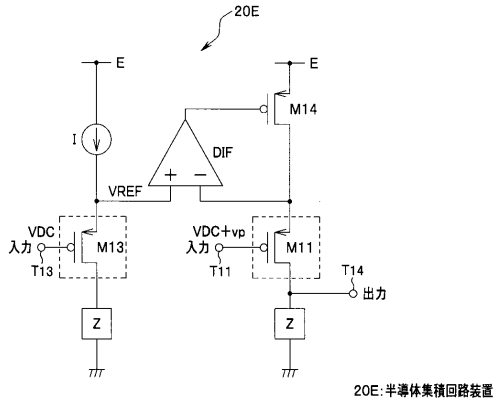 20E
E
E
M14
I
DIF
+
−
VREF
VDC
入力
T13
M13
VDC+vp
入力
T11
M11
T14
出力
Z
Z
20E:半導体集積回路装置